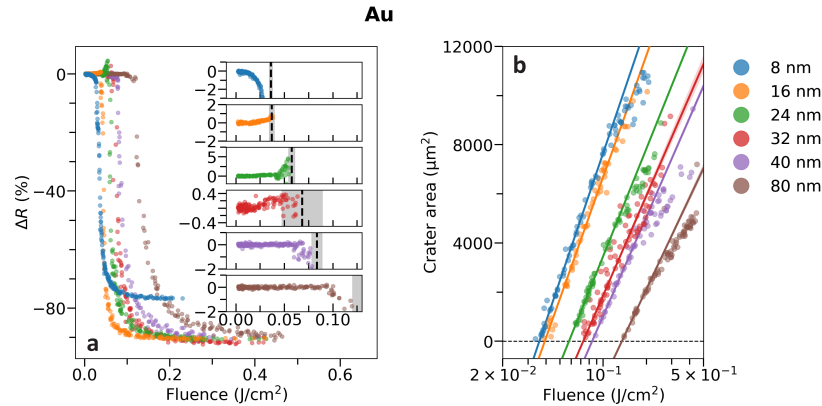 Au
0
−40
−80
ΔR (%)
0.0
0.2
0.4
0.6
Fluence (J/cm²)
a
0
−2
2
0
−2
5
0
0.4
−0.4
0
−2
0
−2
0.00
0.05
0.10
b
12000
8000
4000
0
Crater area (μm²)
2 × 10⁻²
10⁻¹
5 × 10⁻¹
Fluence (J/cm²)
8 nm
16 nm
24 nm
32 nm
40 nm
80 nm